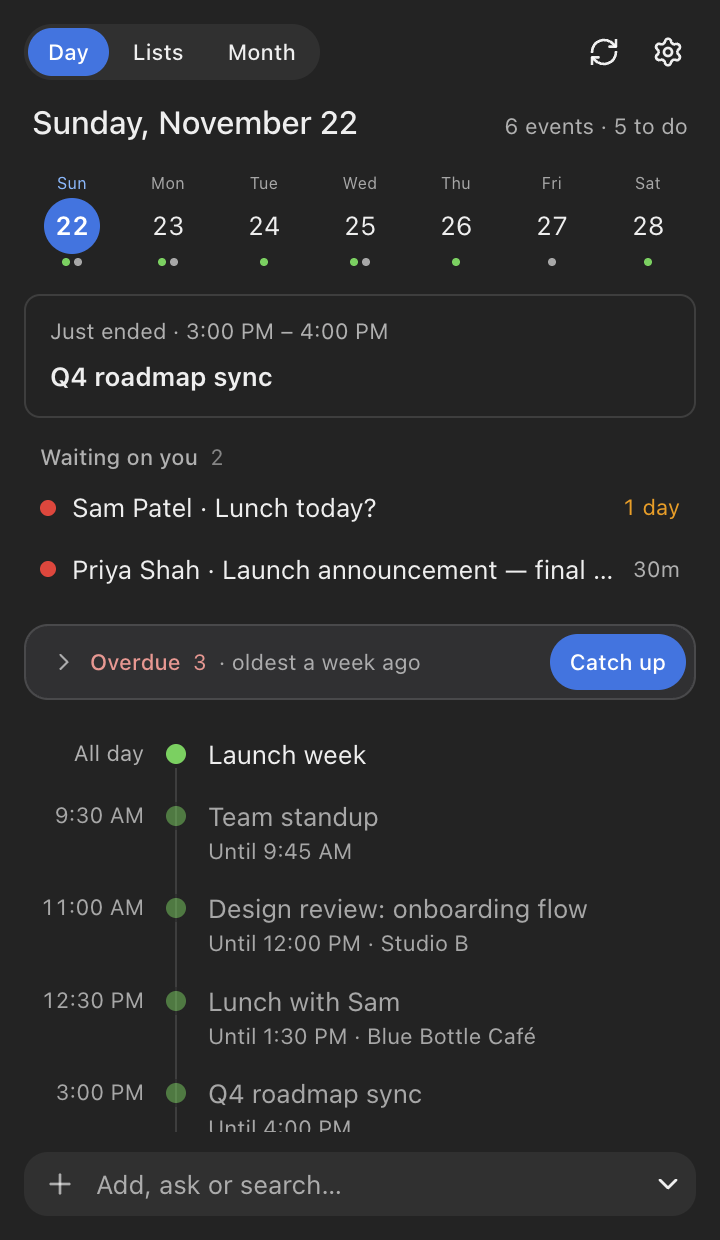 Day Lists Month
Sunday, November 22
6 events · 5 to do
Sun Mon Tue Wed Thu Fri Sat
22 23 24 25 26 27 28
Just ended · 3:00 PM – 4:00 PM
Q4 roadmap sync
Waiting on you 2
Sam Patel · Lunch today? 1 day
Priya Shah · Launch announcement — final ... 30m
Overdue 3 · oldest a week ago Catch up
All day Launch week
9:30 AM Team standup
Until 9:45 AM
11:00 AM Design review: onboarding flow
Until 12:00 PM · Studio B
12:30 PM Lunch with Sam
Until 1:30 PM · Blue Bottle Café
3:00 PM Q4 roadmap sync
Until 4:00 PM
Add, ask or search...